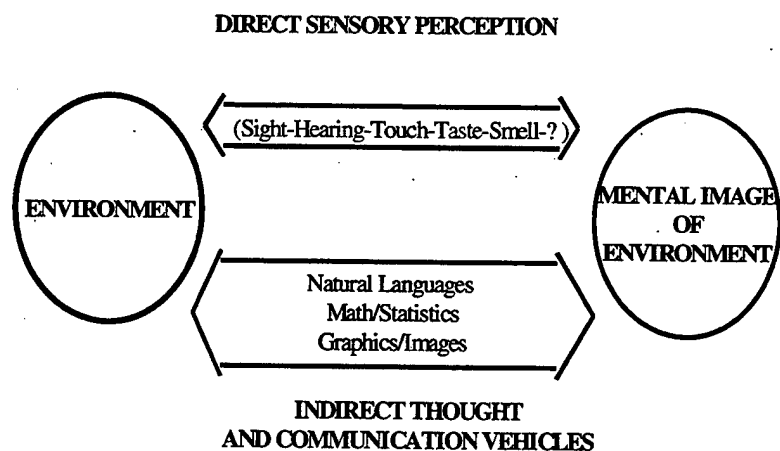 DIRECT SENSORY PERCEPTION
(Sight-Hearing-Touch-Taste-Smell-?)
ENVIRONMENT
MENTAL IMAGE
OF
ENVIRONMENT
Natural Languages
Math/Statistics
Graphics/Images
INDIRECT THOUGHT
AND COMMUNICATION VEHICLES